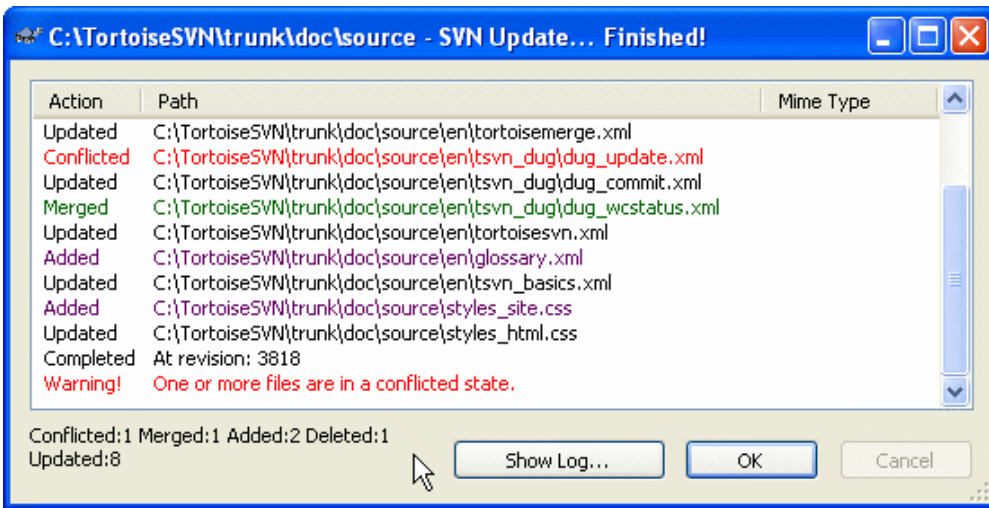 C:\TortoiseSVN\trunk\doc\source - SVN Update... Finished!
Action Path Mime Type
Updated C:\TortoiseSVN\trunk\doc\source\en\tortoisemerge.xml
Conflicted C:\TortoiseSVN\trunk\doc\source\en\tsvn_dug\dug_update.xml
Updated C:\TortoiseSVN\trunk\doc\source\en\tsvn_dug\dug_commit.xml
Merged C:\TortoiseSVN\trunk\doc\source\en\tsvn_dug\dug_wcstatus.xml
Updated C:\TortoiseSVN\trunk\doc\source\en\tortoisesvn.xml
Added C:\TortoiseSVN\trunk\doc\source\en\glossary.xml
Updated C:\TortoiseSVN\trunk\doc\source\en\tsvn_basics.xml
Added C:\TortoiseSVN\trunk\doc\source\styles_site.css
Updated C:\TortoiseSVN\trunk\doc\source\styles_html.css
Completed At revision: 3818
Warning! One or more files are in a conflicted state.
Conflicted:1 Merged:1 Added:2 Deleted:1
Updated:8
Show Log... OK Cancel